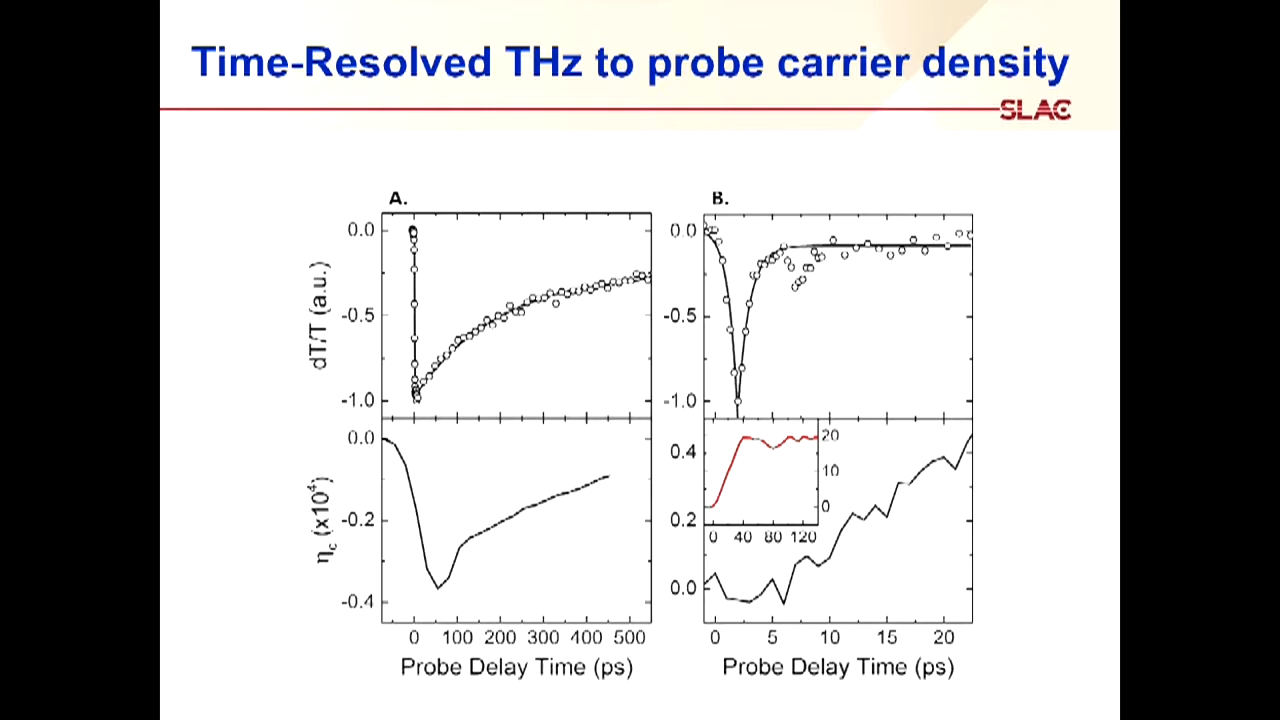 Time-Resolved THz to probe carrier density
SLAC
A.
B.
0.0
-0.5
-1.0
dT/T (a.u.)
0.0
-0.5
-1.0
0.0
-0.2
-0.4
ηc (x10⁴)
0.4
0.2
0.0
20
10
0
0 40 80 120
0 100 200 300 400 500
0 5 10 15 20
Probe Delay Time (ps)
Probe Delay Time (ps)